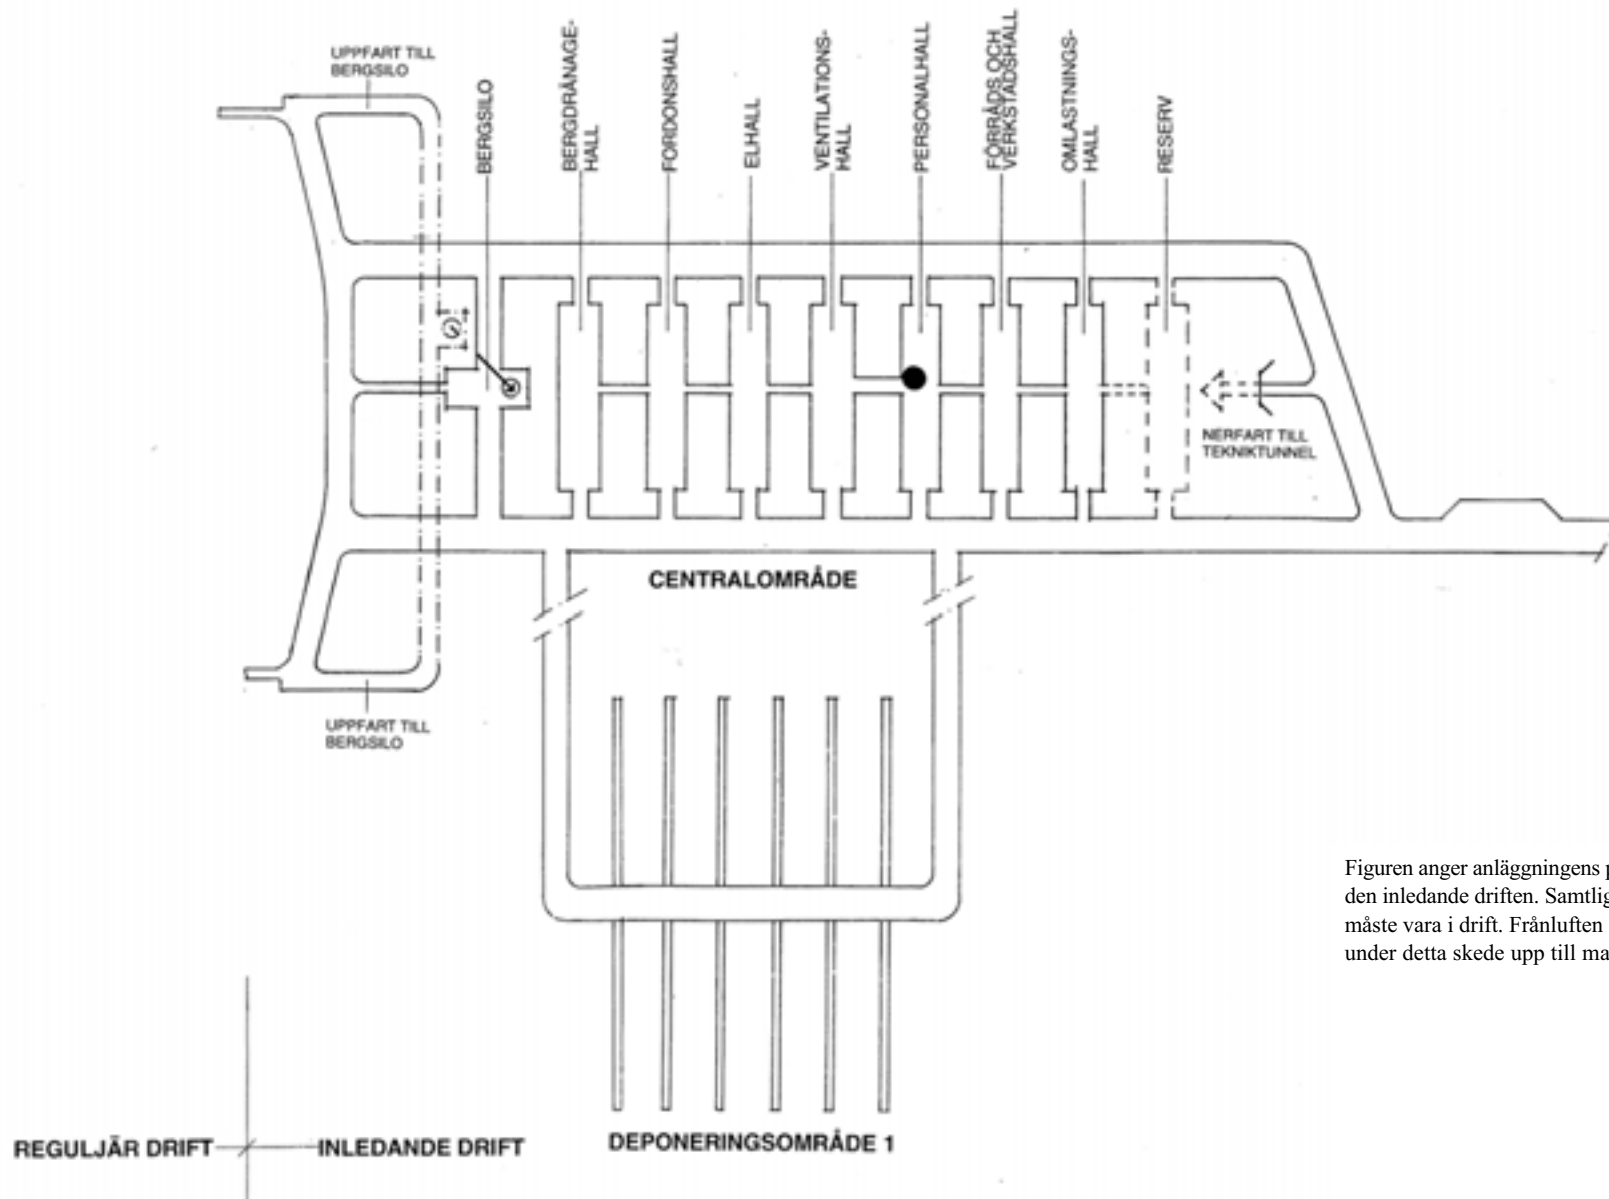 UPPFART TILL
BERGSILO
BERGSILO
BERGDRÄNAGE-
HALL
FORDONSHALL
ELHALL
VENTILATIONS-
HALL
PERSONALHALL
FÖRRÅDS OCH
VERKSTADSHALL
OMLASTNINGS-
HALL
RESERV
NERFART TILL
TEKNIKTUNNEL
CENTRALOMRÅDE
UPPFART TILL
BERGSILO
Figuren anger anläggningens
den inledande driften.
måste vara i drift. Frånluften
under detta skede upp till
REGULJÄR DRIFT
INLEDANDE DRIFT
DEPONERINGSOMRÅDE 1